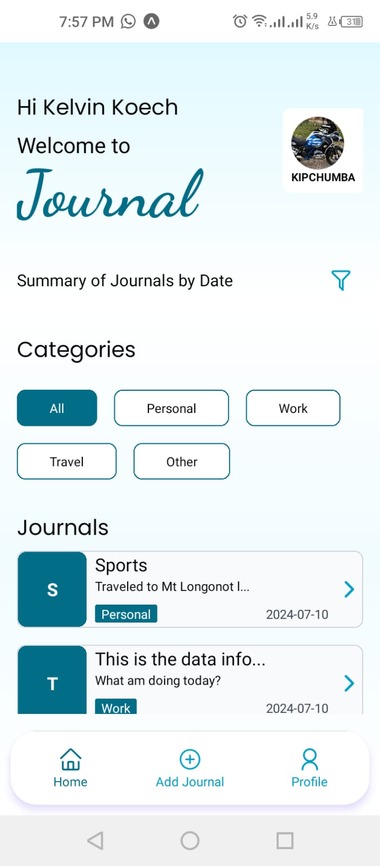 7:57 PM
5.9
K/s
31
Hi Kelvin Koech
Welcome to
Journal
KIPCHUMBA
Summary of Journals by Date
Categories
All
Personal
Work
Travel
Other
Journals
S
Sports
Traveled to Mt Longonot I...
Personal
2024-07-10
T
This is the data info...
What am doing today?
Work
2024-07-10
Home
Add Journal
Profile